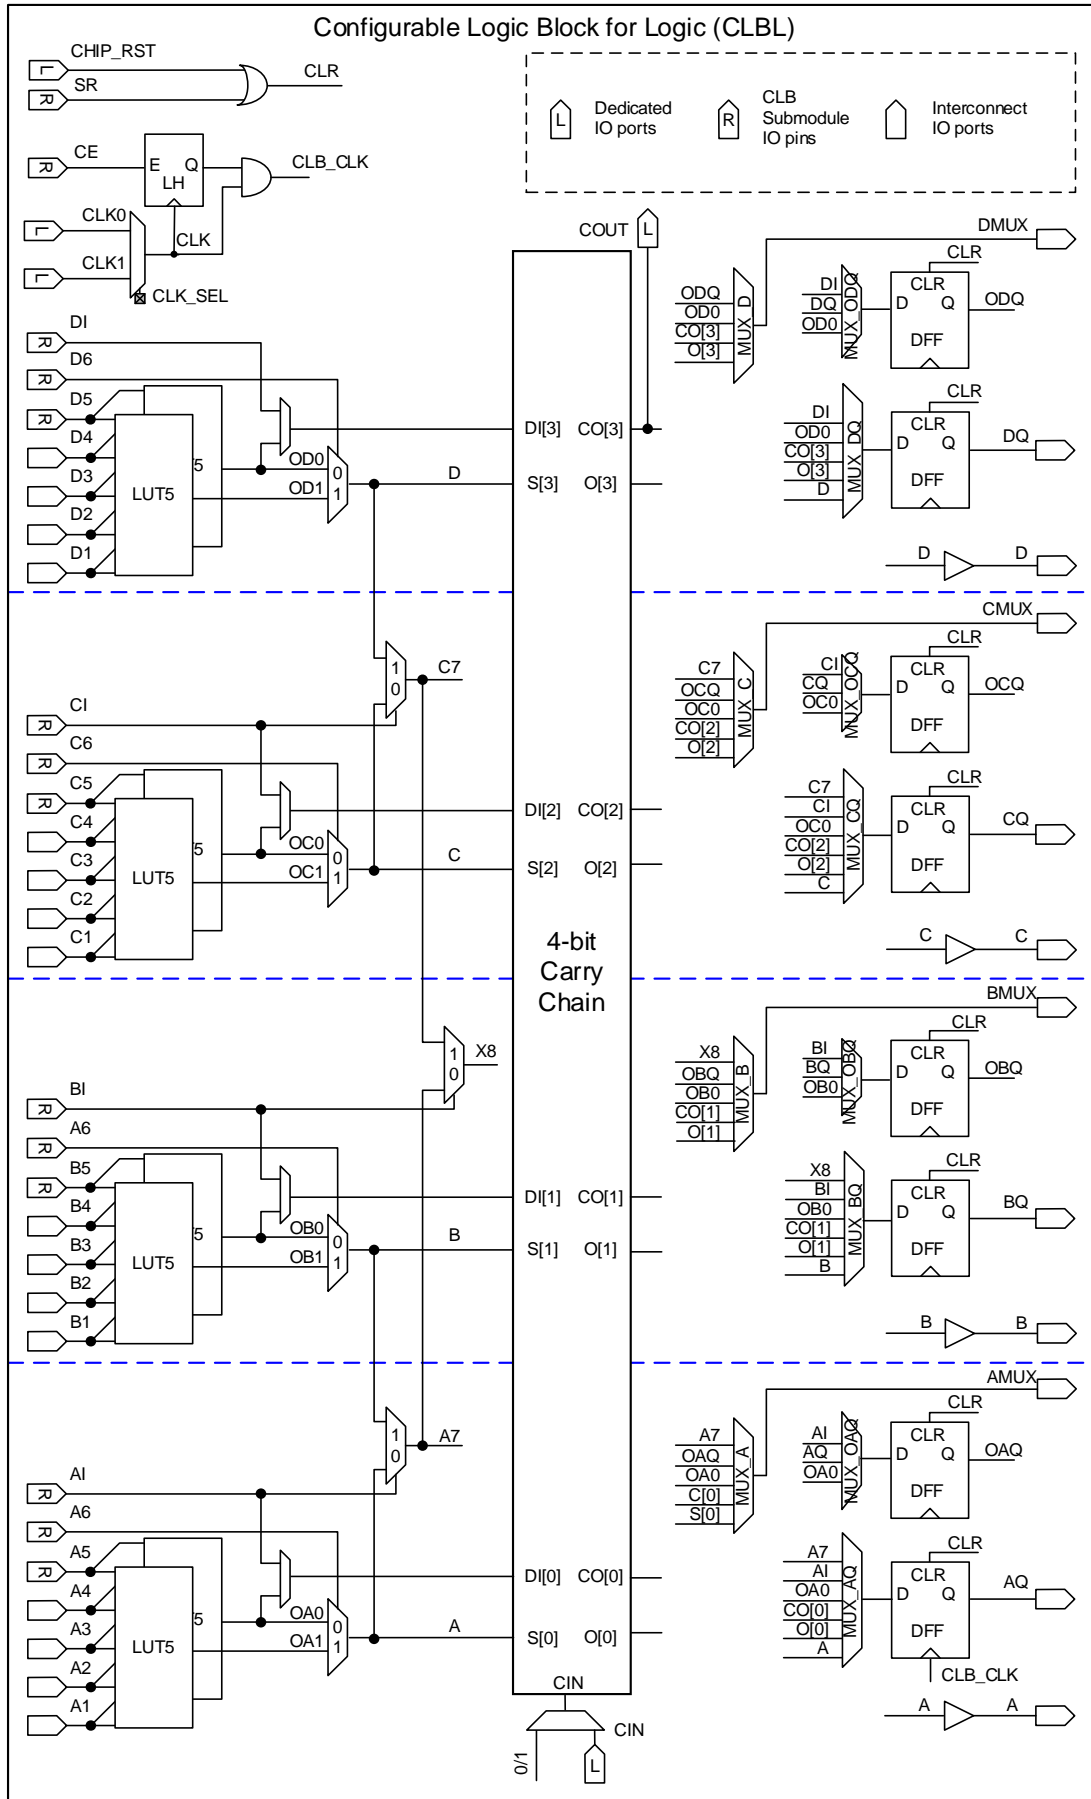 Configurable Logic Block for Logic (CLBL)
CHIP_RST
L
SR
R
CLR
L
Dedicated
IO ports
R
CLB
Submodule
IO pins
Interconnect
IO ports
CE
R
E
Q
LH
CLB_CLK
CLK0
L
CLK
CLK1
L
CLK_SEL
COUT
L
DI
R
D6
R
D5
R
D4
D3
D2
D1
LUT5
5
OD0
OD1
0
1
D
DI[3]
CO[3]
S[3]
O[3]
DMUX
ODQ
OD0
CO[3]
O[3]
MUX_D
DI
DQ
OD0
MUX_ODQ
CLR
CLR
D
Q
DFF
ODQ
DI
OD0
CO[3]
O[3]
D
MUX_DQ
CLR
CLR
D
Q
DFF
DQ
D
D
1
0
C7
CI
R
C6
R
C5
R
C4
C3
C2
C1
LUT5
5
OC0
OC1
0
1
C
DI[2]
CO[2]
S[2]
O[2]
CMUX
C7
OCQ
OC0
CO[2]
O[2]
MUX_C
CI
CQ
OC0
MUX_OCQ
CLR
CLR
D
Q
DFF
OCQ
C7
CI
OC0
CO[2]
O[2]
C
MUX_CQ
CLR
CLR
D
Q
DFF
CQ
C
C
4-bit
Carry
Chain
1
0
X8
BI
R
A6
R
B5
R
B4
B3
B2
B1
LUT5
5
OB0
OB1
0
1
B
DI[1]
CO[1]
S[1]
O[1]
BMUX
X8
OBQ
OB0
CO[1]
O[1]
MUX_B
BI
BQ
OB0
MUX_OBQ
CLR
CLR
D
Q
DFF
OBQ
X8
BI
OB0
CO[1]
O[1]
B
MUX_BQ
CLR
CLR
D
Q
DFF
BQ
B
B
1
0
A7
AI
R
A6
R
A5
R
A4
A3
A2
A1
LUT5
5
OA0
OA1
0
1
A
DI[0]
CO[0]
S[0]
O[0]
CIN
CIN
0/1
L
AMUX
A7
OAQ
OA0
C[0]
S[0]
MUX_A
AI
AQ
OA0
MUX_OAQ
CLR
CLR
D
Q
DFF
OAQ
A7
AI
OA0
CO[0]
O[0]
A
MUX_AQ
CLR
CLR
D
Q
DFF
AQ
CLB_CLK
A
A